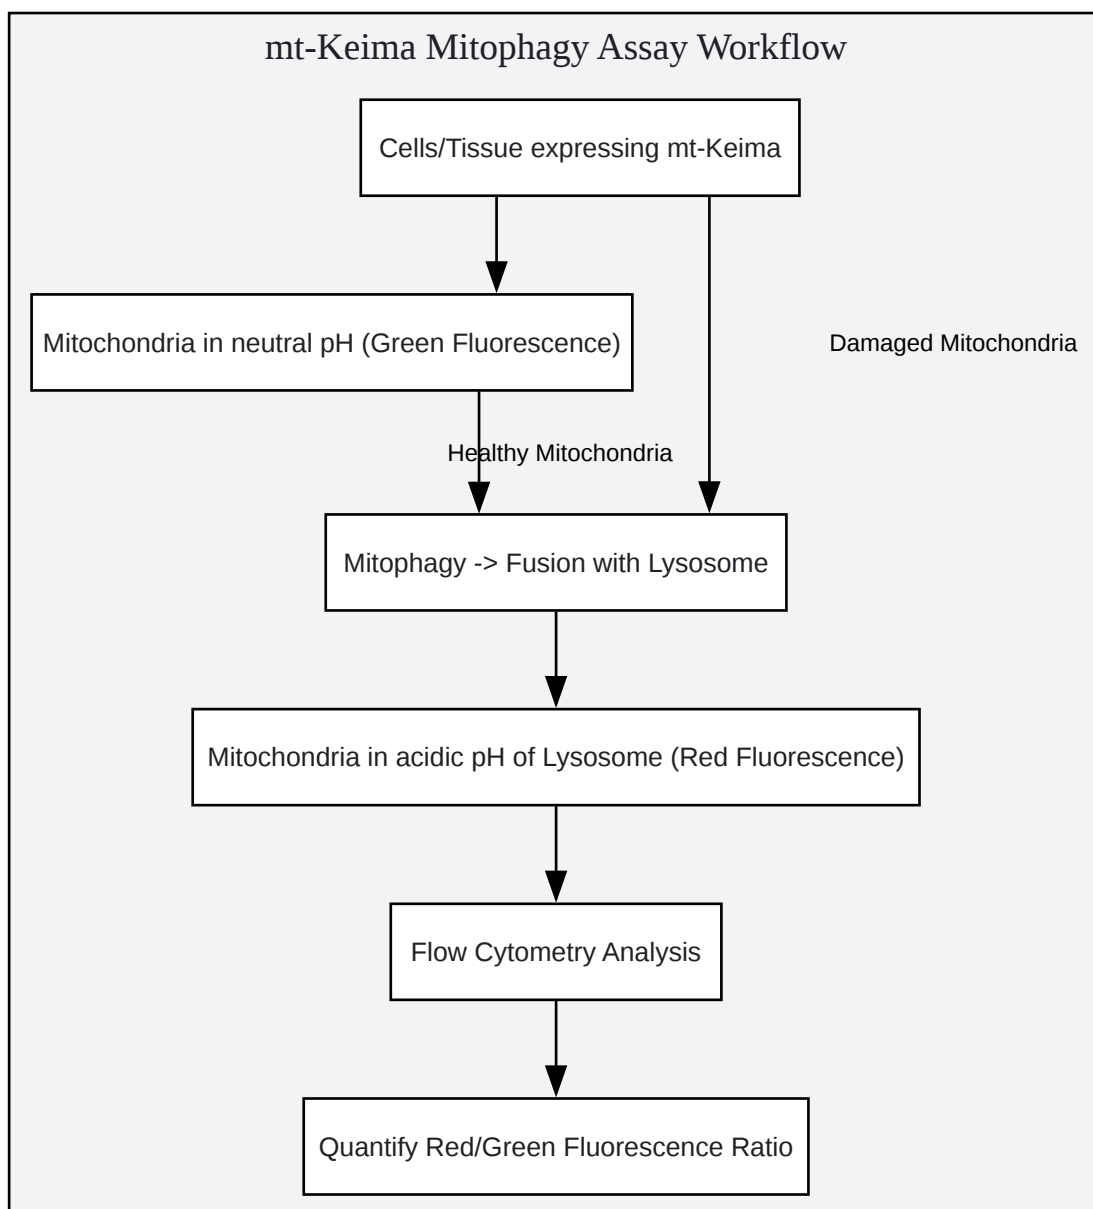 mt-Keima Mitophagy Assay Workflow
Cells/Tissue expressing mt-Keima
Mitochondria in neutral pH (Green Fluorescence)
Damaged Mitochondria
Healthy Mitochondria
Mitophagy -> Fusion with Lysosome
Mitochondria in acidic pH of Lysosome (Red Fluorescence)
Flow Cytometry Analysis
Quantify Red/Green Fluorescence Ratio